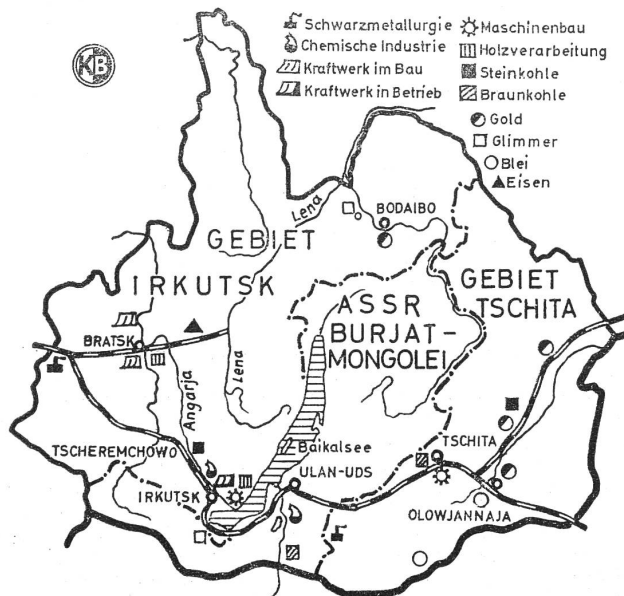 KB
Schwarzmetallurgie
Chemische Industrie
Kraftwerk im Bau
Kraftwerk in Betrieb
Maschinenbau
Holzverarbeitung
Steinkohle
Braunkohle
Gold
Glimmer
Blei
Eisen
Lena
BODAIBO
GEBIET
IRKUTSK
GEBIET
TSCHITA
ASSR
BURJAT-
MONGOLEI
BRATSK
Angarja
Lena
TSCHEREMCHOWO
Baikalsee
TSCHITA
IRKUTSK
ULAN-UDS
OLOWJANNAJA